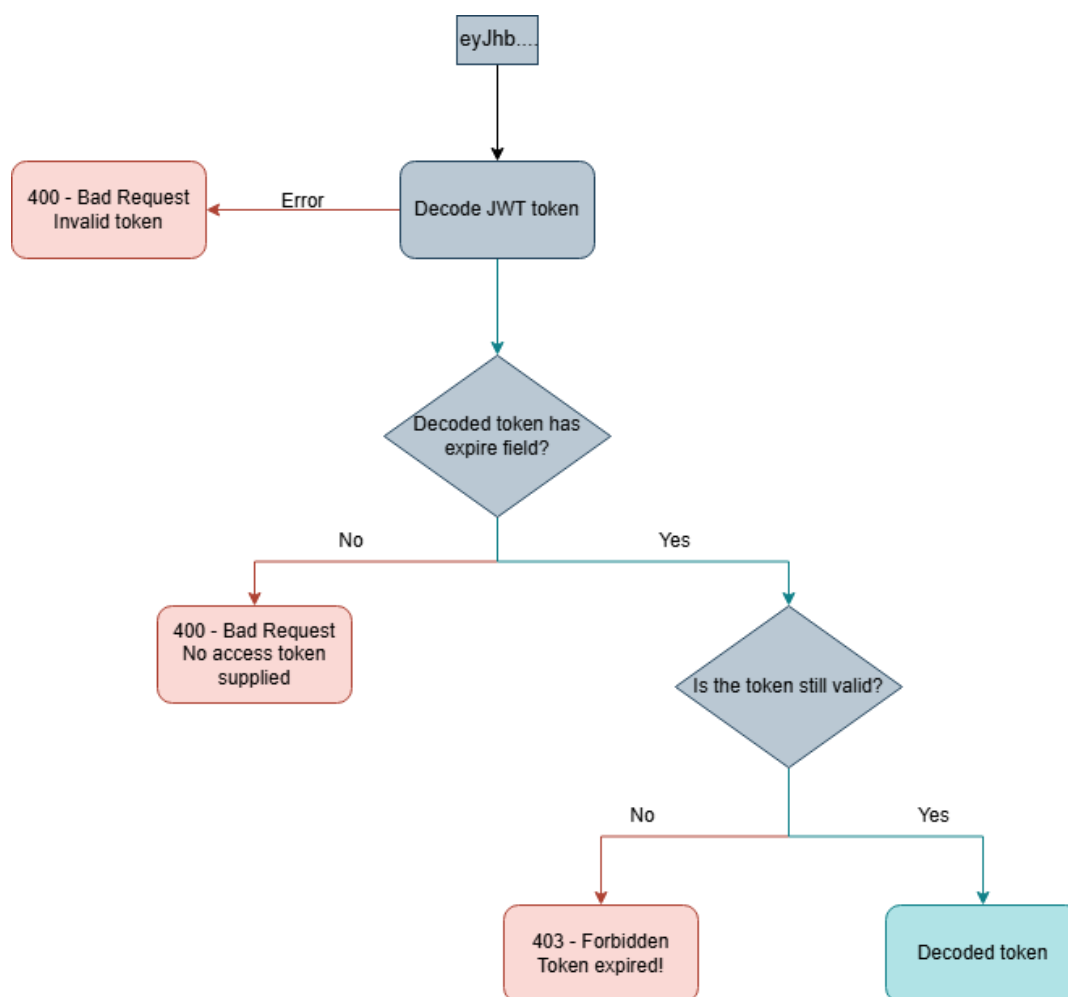 eyJhb....
400 - Bad Request
Invalid token
Error
Decode JWT token
Decoded token has
expire field?
No
Yes
400 - Bad Request
No access token
supplied
Is the token still valid?
No
Yes
403 - Forbidden
Token expired!
Decoded token